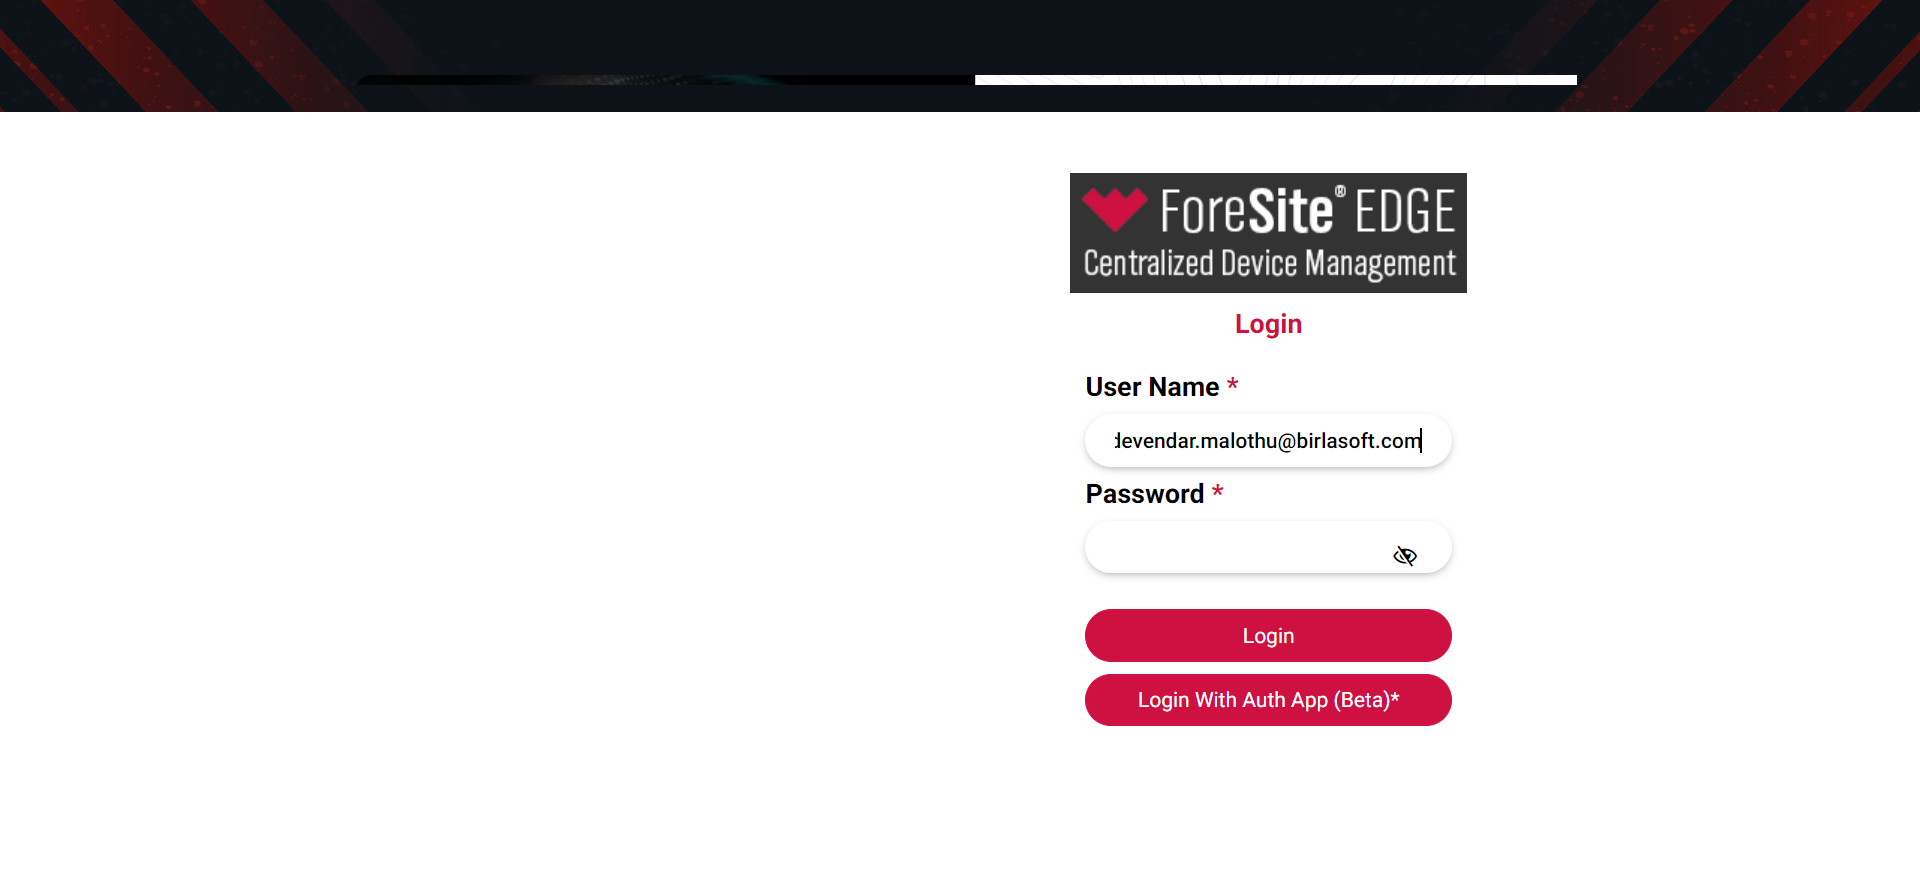 ForeSite® EDGE
Centralized Device Management
Login
User Name *
devendar.malothu@birlasoft.com
Password *
Login
Login With Auth App (Beta)*